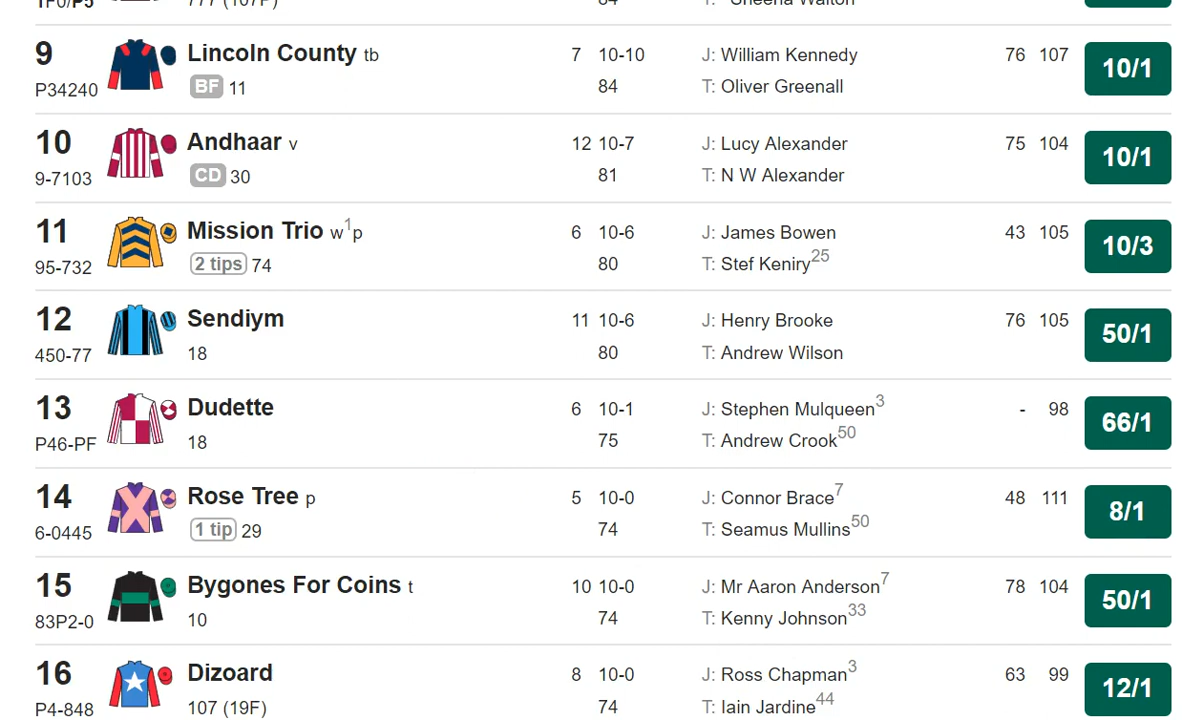 1F0/P5 777 (107P) 84 T: Sheena Walton
9 Lincoln County tb 7 10-10 J: William Kennedy 76 107 10/1
P34240 BF 11 84 T: Oliver Greenall
10 Andhaar v 12 10-7 J: Lucy Alexander 75 104 10/1
9-7103 CD 30 81 T: N W Alexander
11 Mission Trio w1p 6 10-6 J: James Bowen 43 105 10/3
95-732 2 tips 74 80 T: Stef Keniry25
12 Sendiym 11 10-6 J: Henry Brooke 76 105 50/1
450-77 18 80 T: Andrew Wilson
13 Dudette 6 10-1 J: Stephen Mulqueen3 - 98 66/1
P46-PF 18 75 T: Andrew Crook50
14 Rose Tree p 5 10-0 J: Connor Brace7 48 111 8/1
6-0445 1 tip 29 74 T: Seamus Mullins50
15 Bygones For Coins t 10 10-0 J: Mr Aaron Anderson7 78 104 50/1
83P2-0 10 74 T: Kenny Johnson33
16 Dizoard 8 10-0 J: Ross Chapman3 63 99 12/1
P4-848 107 (19F) 74 T: Iain Jardine44